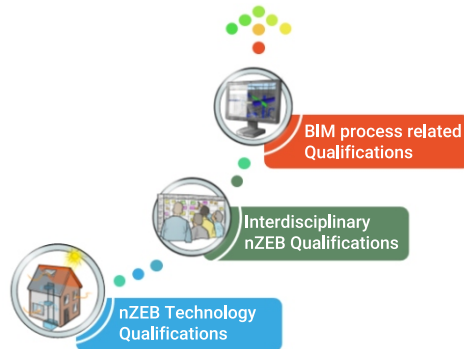 BIM process related
Qualifications
Interdisciplinary
nZEB Qualifications
nZEB Technology
Qualifications